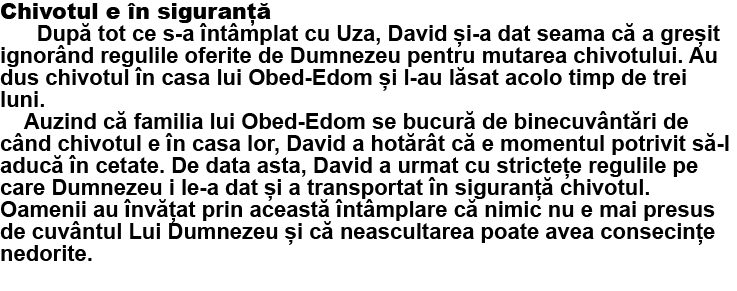 Chivotul e în siguranță
După tot ce s-a întâmplat cu Uza, David și-a dat seama că a greșit
ignorând regulile oferite de Dumnezeu pentru mutarea chivotului. Au
dus chivotul în casa lui Obed-Edom și l-au lăsat acolo timp de trei
luni.
Auzind că familia lui Obed-Edom se bucură de binecuvântări de
când chivotul e în casa lor, David a hotărât că e momentul potrivit să-l
aducă în cetate. De data asta, David a urmat cu strictețe regulile pe
care Dumnezeu i le-a dat și a transportat în siguranță chivotul.
Oamenii au învățat prin această întâmplare că nimic nu e mai presus
de cuvântul Lui Dumnezeu și că neascultarea poate avea consecințe
nedorite.